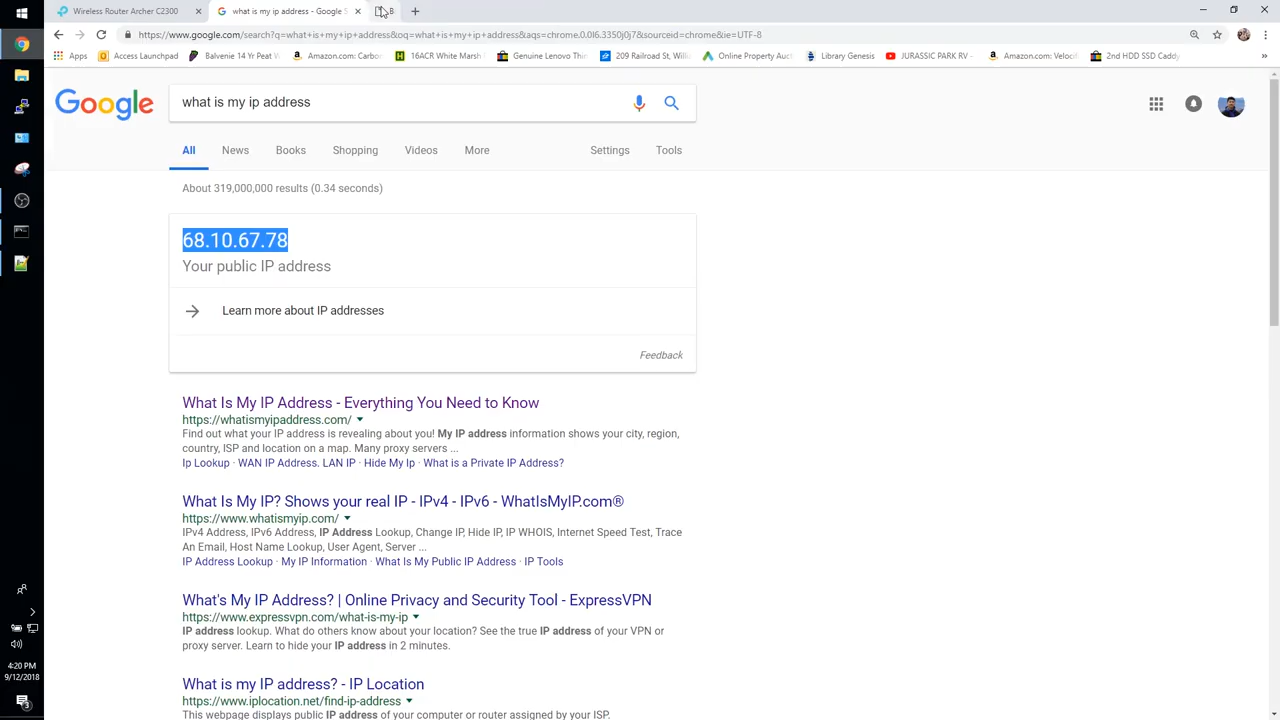 Wireless Router Archer C2300
what is my ip address - Google S
https://www.google.com/search?q=what+is+my+ip+address&oq=what+is+my+ip+address&aqs=chrome.0.0l6.3350j0j7&sourceid=chrome&ie=UTF-8
Apps
Access Launchpad
Balvenie 14 Yr Peat W
Amazon.com: Carbon
16ACR White Marsh
Genuine Lenovo Thin
209 Railroad St, Willi
Online Property Auct
Library Genesis
JURASSIC PARK RV -
Amazon.com: Veloci
2nd HDD SSD Caddy
Google
what is my ip address
All
News
Books
Shopping
Videos
More
Settings
Tools
About 319,000,000 results (0.34 seconds)
68.10.67.78
Your public IP address
Learn more about IP addresses
Feedback
What Is My IP Address - Everything You Need to Know
https://whatismyipaddress.com/
Find out what your IP address is revealing about you! My IP address information shows your city, region,
country, ISP and location on a map. Many proxy servers ...
Ip Lookup · WAN IP Address. LAN IP · Hide My Ip · What is a Private IP Address?
What Is My IP? Shows your real IP - IPv4 - IPv6 - WhatIsMyIP.com®
https://www.whatismyip.com/
IPv4 Address, IPv6 Address, IP Address Lookup, Change IP, Hide IP, IP WHOIS, Internet Speed Test, Trace
An Email, Host Name Lookup, User Agent, Server ...
IP Address Lookup · My IP Information · What Is My Public IP Address · IP Tools
What's My IP Address? | Online Privacy and Security Tool - ExpressVPN
https://www.expressvpn.com/what-is-my-ip
IP address lookup. What do others know about your location? See the true IP address of your VPN or
proxy server. Learn to hide your IP address in 2 minutes.
What is my IP address? - IP Location
https://www.iplocation.net/find-ip-address
This webpage displays public IP address of your computer or router assigned by your ISP.
4:20 PM
9/12/2018
3